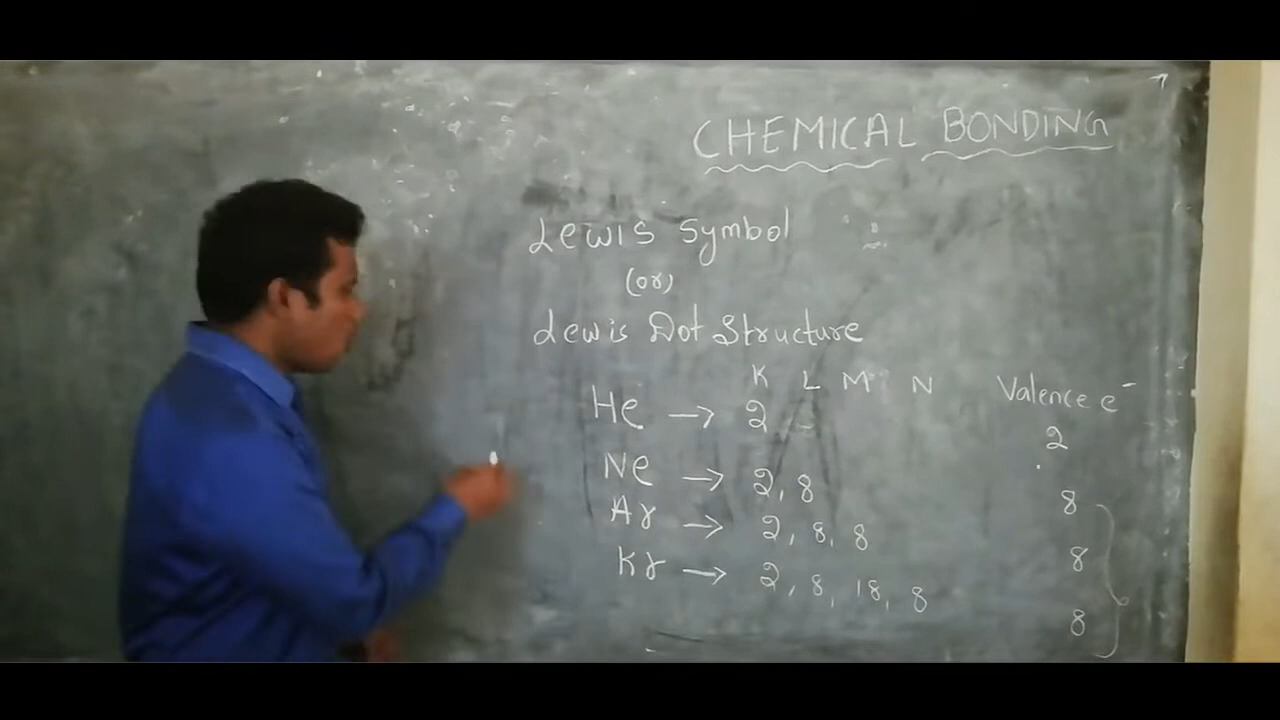 CHEMICAL BONDING
Lewis Symbol
(or)
Lewis Dot Structure
K L M N Valence e⁻
He → 2 2
Ne → 2, 8 8
Ar → 2, 8, 8 8
Kr → 2, 8, 18, 8 8